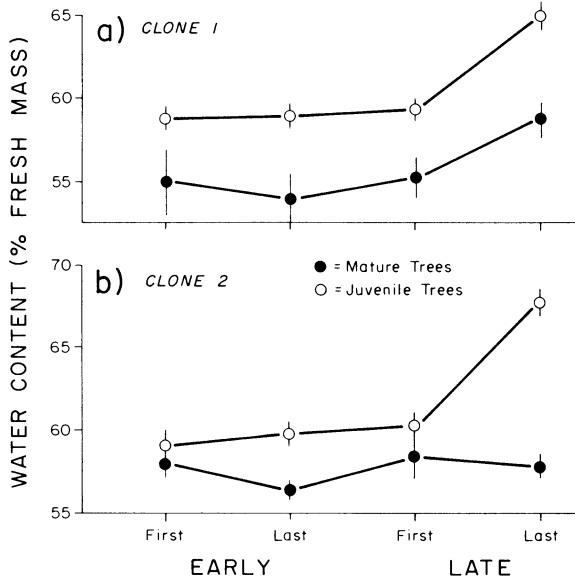 WATER CONTENT (% FRESH MASS)
a) CLONE 1
65
60
55
b) CLONE 2
● = Mature Trees
○ = Juvenile Trees
70
65
60
55
First Last First Last
EARLY LATE